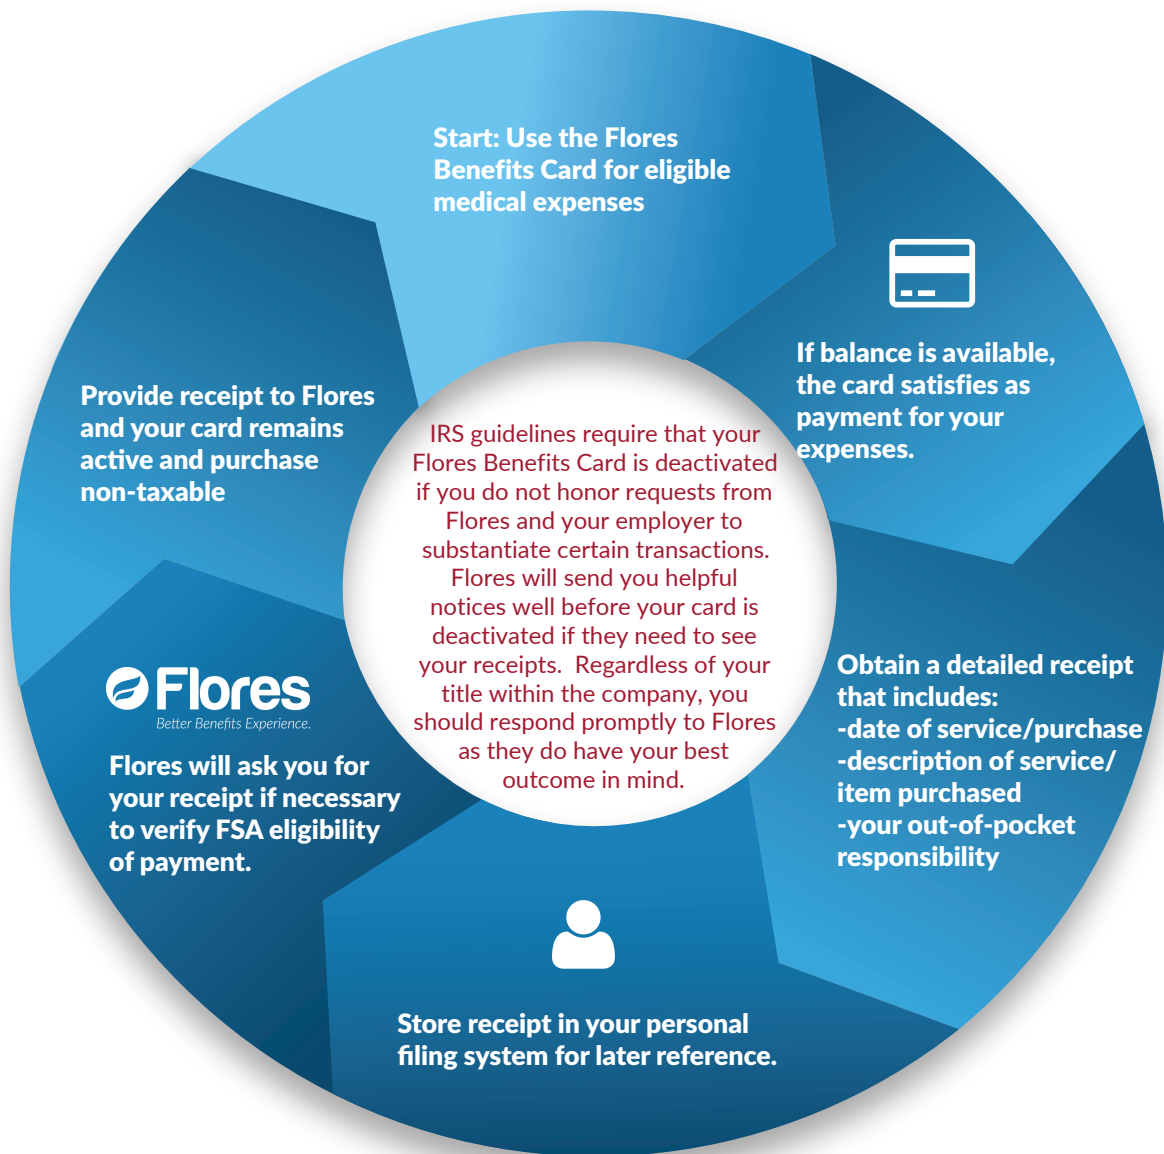 Start: Use the Flores
Benefits Card for eligible
medical expenses
If balance is available,
the card satisfies as
payment for your
expenses.
Obtain a detailed receipt
that includes:
-date of service/purchase
-description of service/
item purchased
-your out-of-pocket
responsibility
Store receipt in your personal
filing system for later reference.
Flores
Better Benefits Experience.
Flores will ask you for
your receipt if necessary
to verify FSA eligibility
of payment.
Provide receipt to Flores
and your card remains
active and purchase
non-taxable
IRS guidelines require that your
Flores Benefits Card is deactivated
if you do not honor requests from
Flores and your employer to
substantiate certain transactions.
Flores will send you helpful
notices well before your card is
deactivated if they need to see
your receipts.  Regardless of your
title within the company, you
should respond promptly to Flores
as they do have your best
outcome in mind.